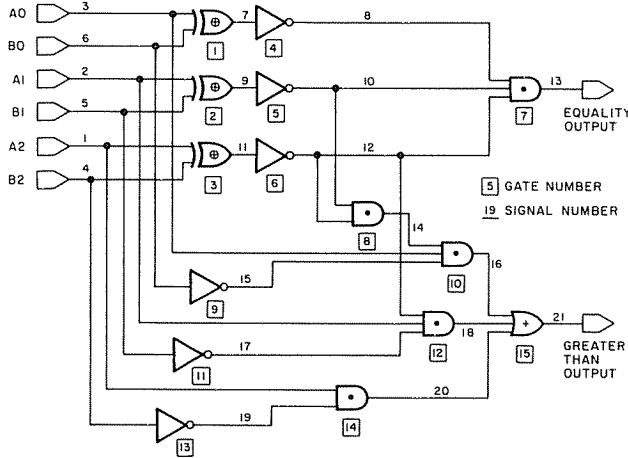 A0 3 7 8
B0 6
⊕ 1 4
A1 2 9 10 13
B1 5 ⊕ 2 5 • 7
EQUALITY OUTPUT
A2 1 11 12
B2 4 ⊕ 3 6
5 GATE NUMBER
19 SIGNAL NUMBER
• 8 14
• 10 16
15
9
• 12 18 + 15 21
17
11
GREATER THAN OUTPUT
• 14 20
19
13